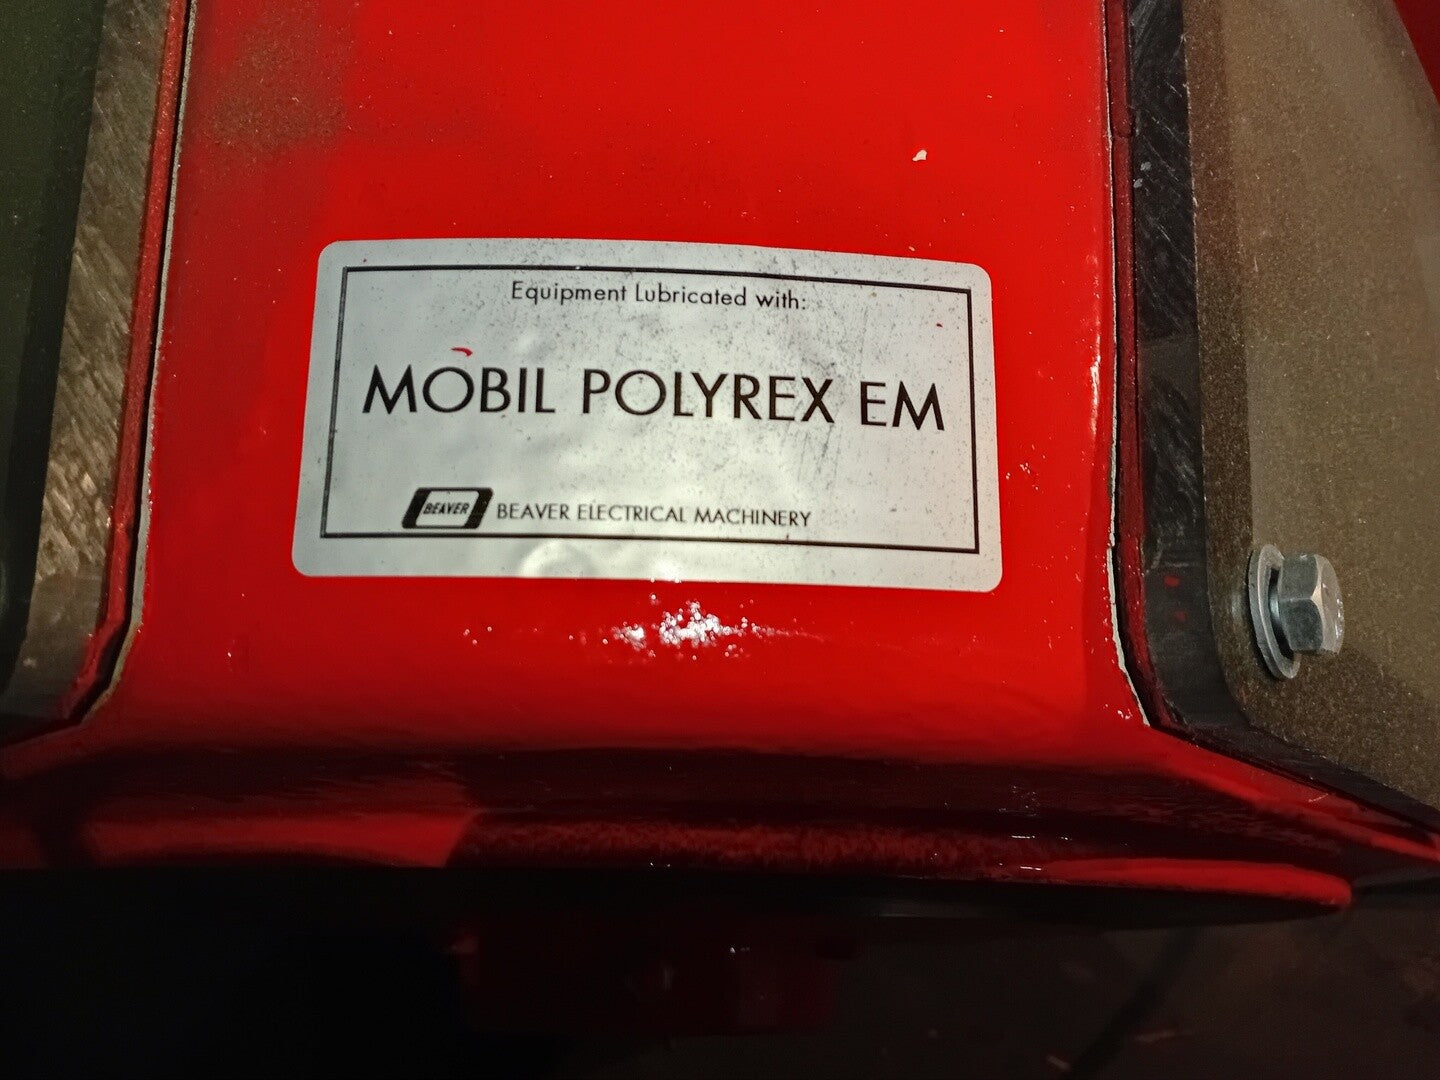 Equipment Lubricated with:
MOBIL POLYREX EM
BEAVER BEAVER ELECTRICAL MACHINERY